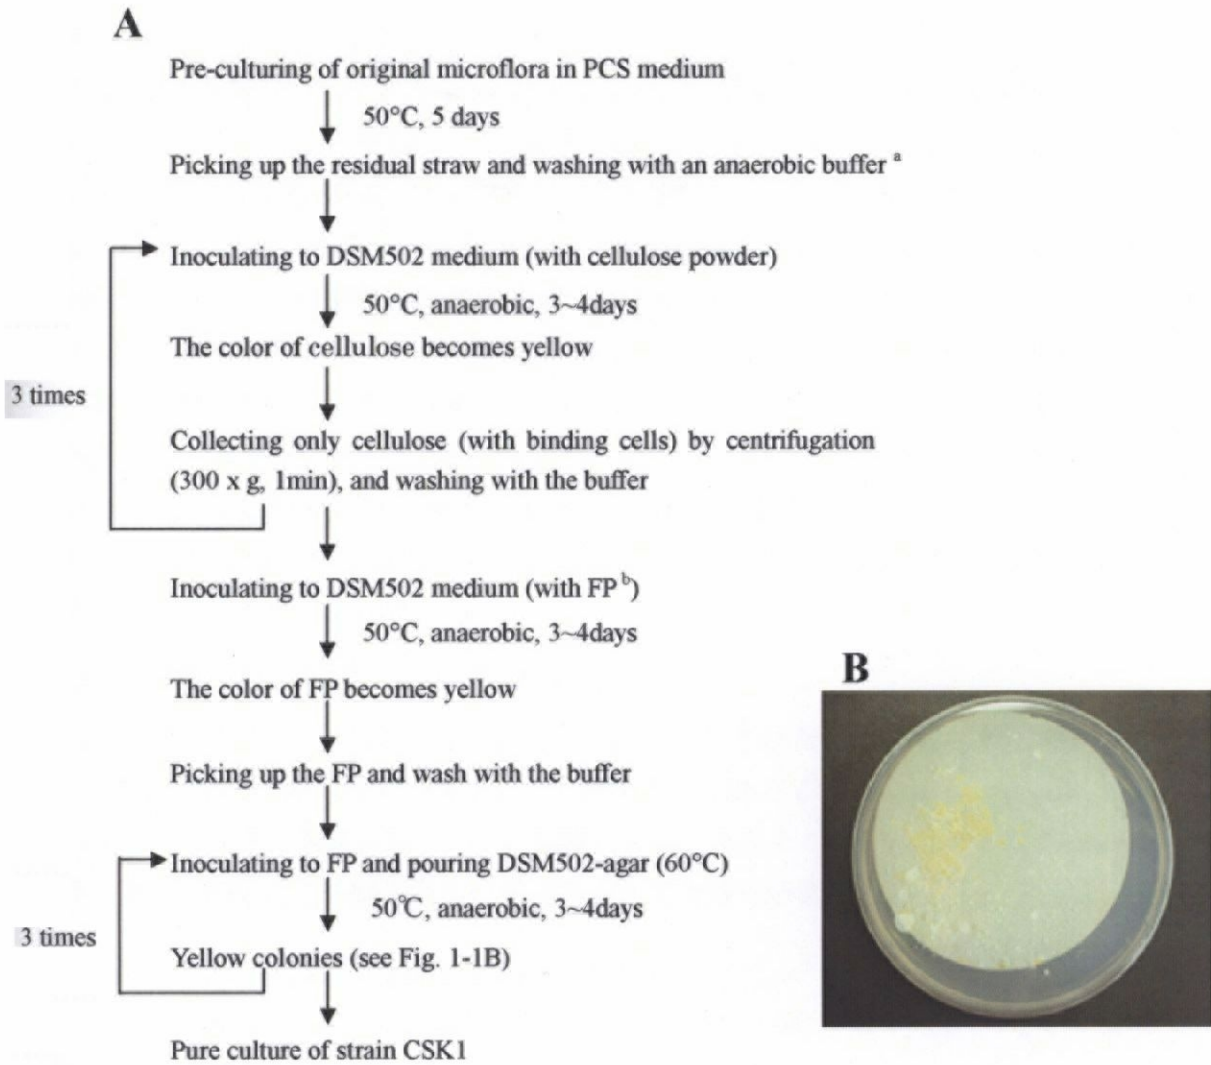 A
Pre-culturing of original microflora in PCS medium
50°C, 5 days
Picking up the residual straw and washing with an anaerobic buffer a
Inoculating to DSM502 medium (with cellulose powder)
50°C, anaerobic, 3~4days
The color of cellulose becomes yellow
3 times
Collecting only cellulose (with binding cells) by centrifugation
(300 x g, 1min), and washing with the buffer
Inoculating to DSM502 medium (with FP b)
50°C, anaerobic, 3~4days
The color of FP becomes yellow
Picking up the FP and wash with the buffer
Inoculating to FP and pouring DSM502-agar (60°C)
50℃, anaerobic, 3~4days
3 times
Yellow colonies (see Fig. 1-1B)
Pure culture of strain CSK1
B